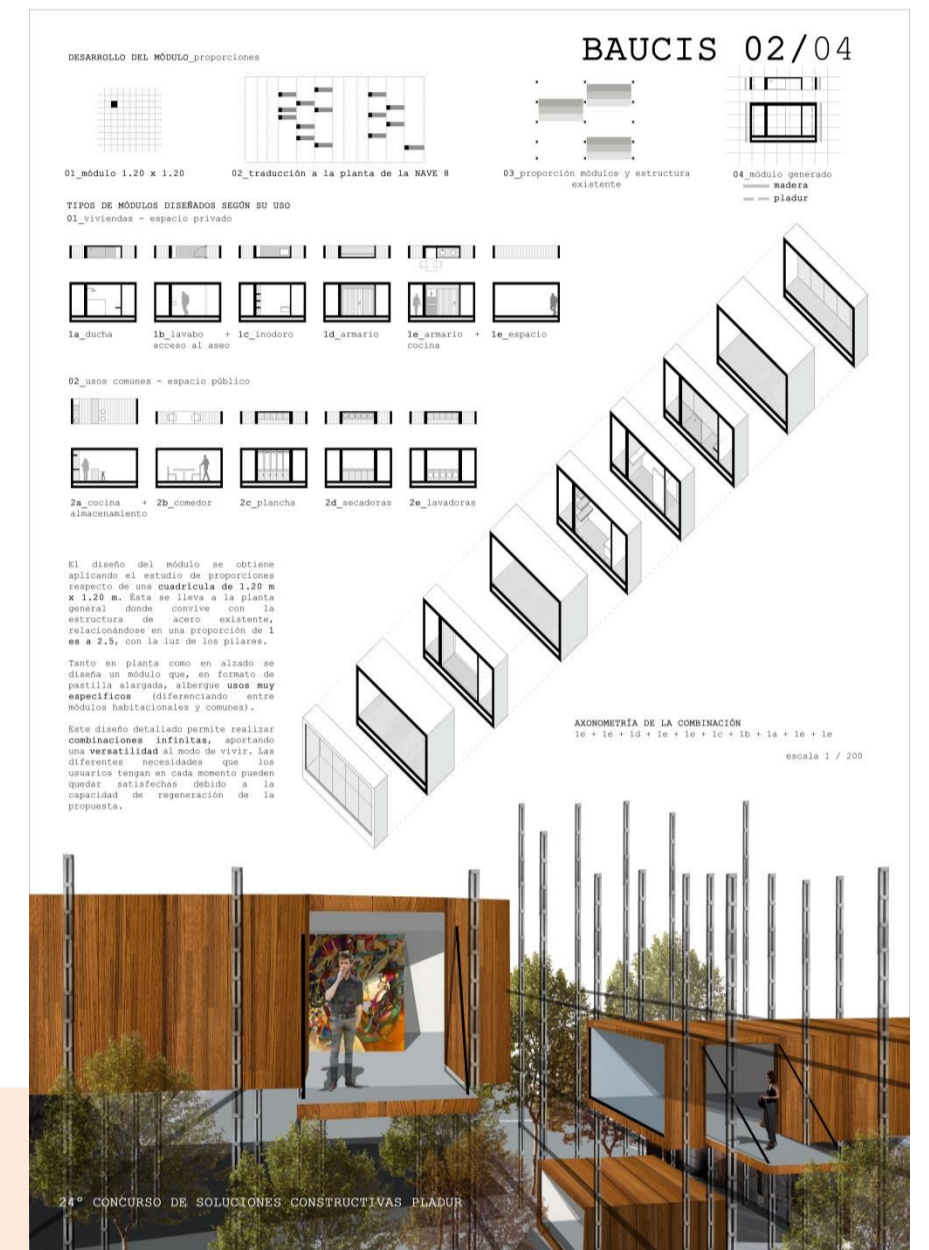 DESARROLLO DEL MÓDULO_proporciones
BAUCIS 02/04
01_módulo 1.20 x 1.20
02_traducción a la planta de la NAVE 8
03_proporción módulos y estructura
existente
04_módulo generado
madera
pladur
TIPOS DE MÓDULOS DISEÑADOS SEGÚN SU USO
01_viviendas - espacio privado
1a_ducha
1b_lavabo +
acceso al aseo
1c_inodoro
1d_armario
1e_armario +
cocina
1e_espacio
02_usos comunes - espacio público
2a_cocina +
almacenamiento
2b_comedor
2c_plancha
2d_secadoras
2e_lavadoras
El diseño del módulo se obtiene
aplicando el estudio de proporciones
respecto de una cuadrícula de 1.20 m
x 1.20 m. Ésta se lleva a la planta
general donde convive con la
estructura de acero existente,
relacionándose en una proporción de 1
es a 2.5, con la luz de los pilares.
Tanto en planta como en alzado se
diseña un módulo que, en formato de
pastilla alargada, albergue usos muy
específicos (diferenciando entre
módulos habitacionales y comunes).
Este diseño detallado permite realizar
combinaciones infinitas, aportando
una versatilidad al modo de vivir. Las
diferentes necesidades que los
usuarios tengan en cada momento pueden
quedar satisfechas debido a la
capacidad de regeneración de la
propuesta.
AXONOMETRÍA DE LA COMBINACIÓN
1e + 1e + 1d + 1e + 1e + 1c + 1b + 1a + 1e + 1e
escala 1 / 200
24º CONCURSO DE SOLUCIONES CONSTRUCTIVAS PLADUR